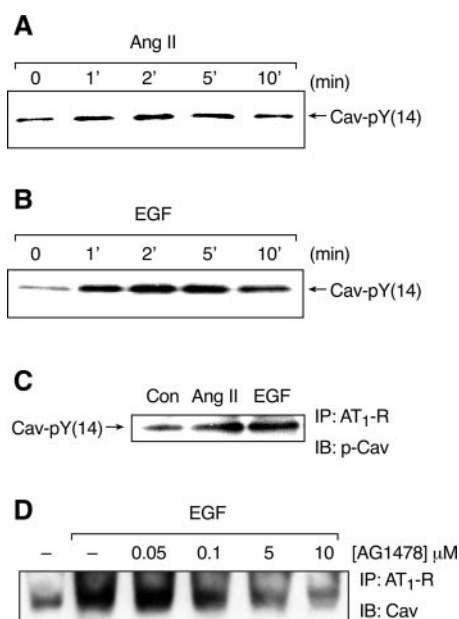 A
Ang II
0 1’ 2’ 5’ 10’ (min)
←Cav-pY(14)
B
EGF
0 1’ 2’ 5’ 10’ (min)
←Cav-pY(14)
C
Con Ang II EGF
IP: AT1-R
Cav-pY(14)→
IB: p-Cav
D
EGF
– – 0.05 0.1 5 10 [AG1478] μM
IP: AT1-R
IB: Cav